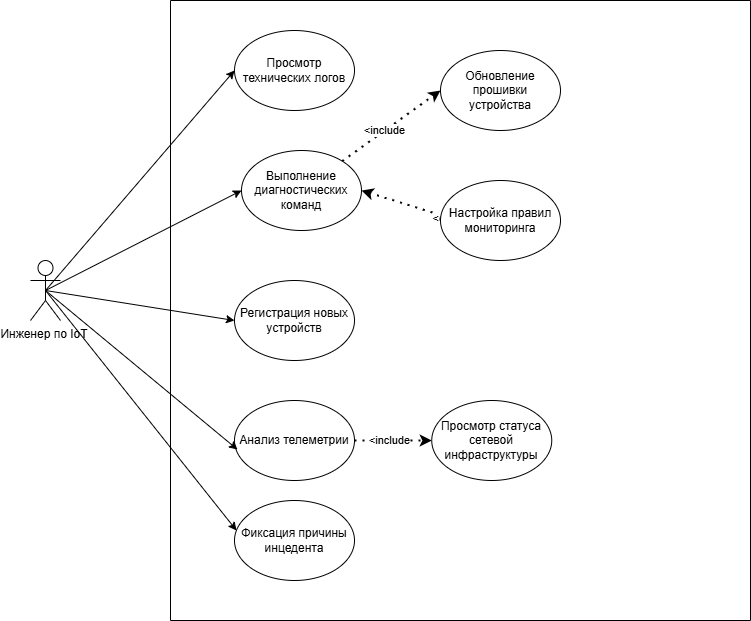 Просмотр
технических логов
Обновление
прошивки
устройства
<include
Выполнение
диагностических
команд
<
Настройка правил
мониторинга
Инженер по IoT
Регистрация новых
устройств
Анализ телеметрии
<include
Просмотр статуса
сетевой
инфраструктуры
Фиксация причины
инцедента